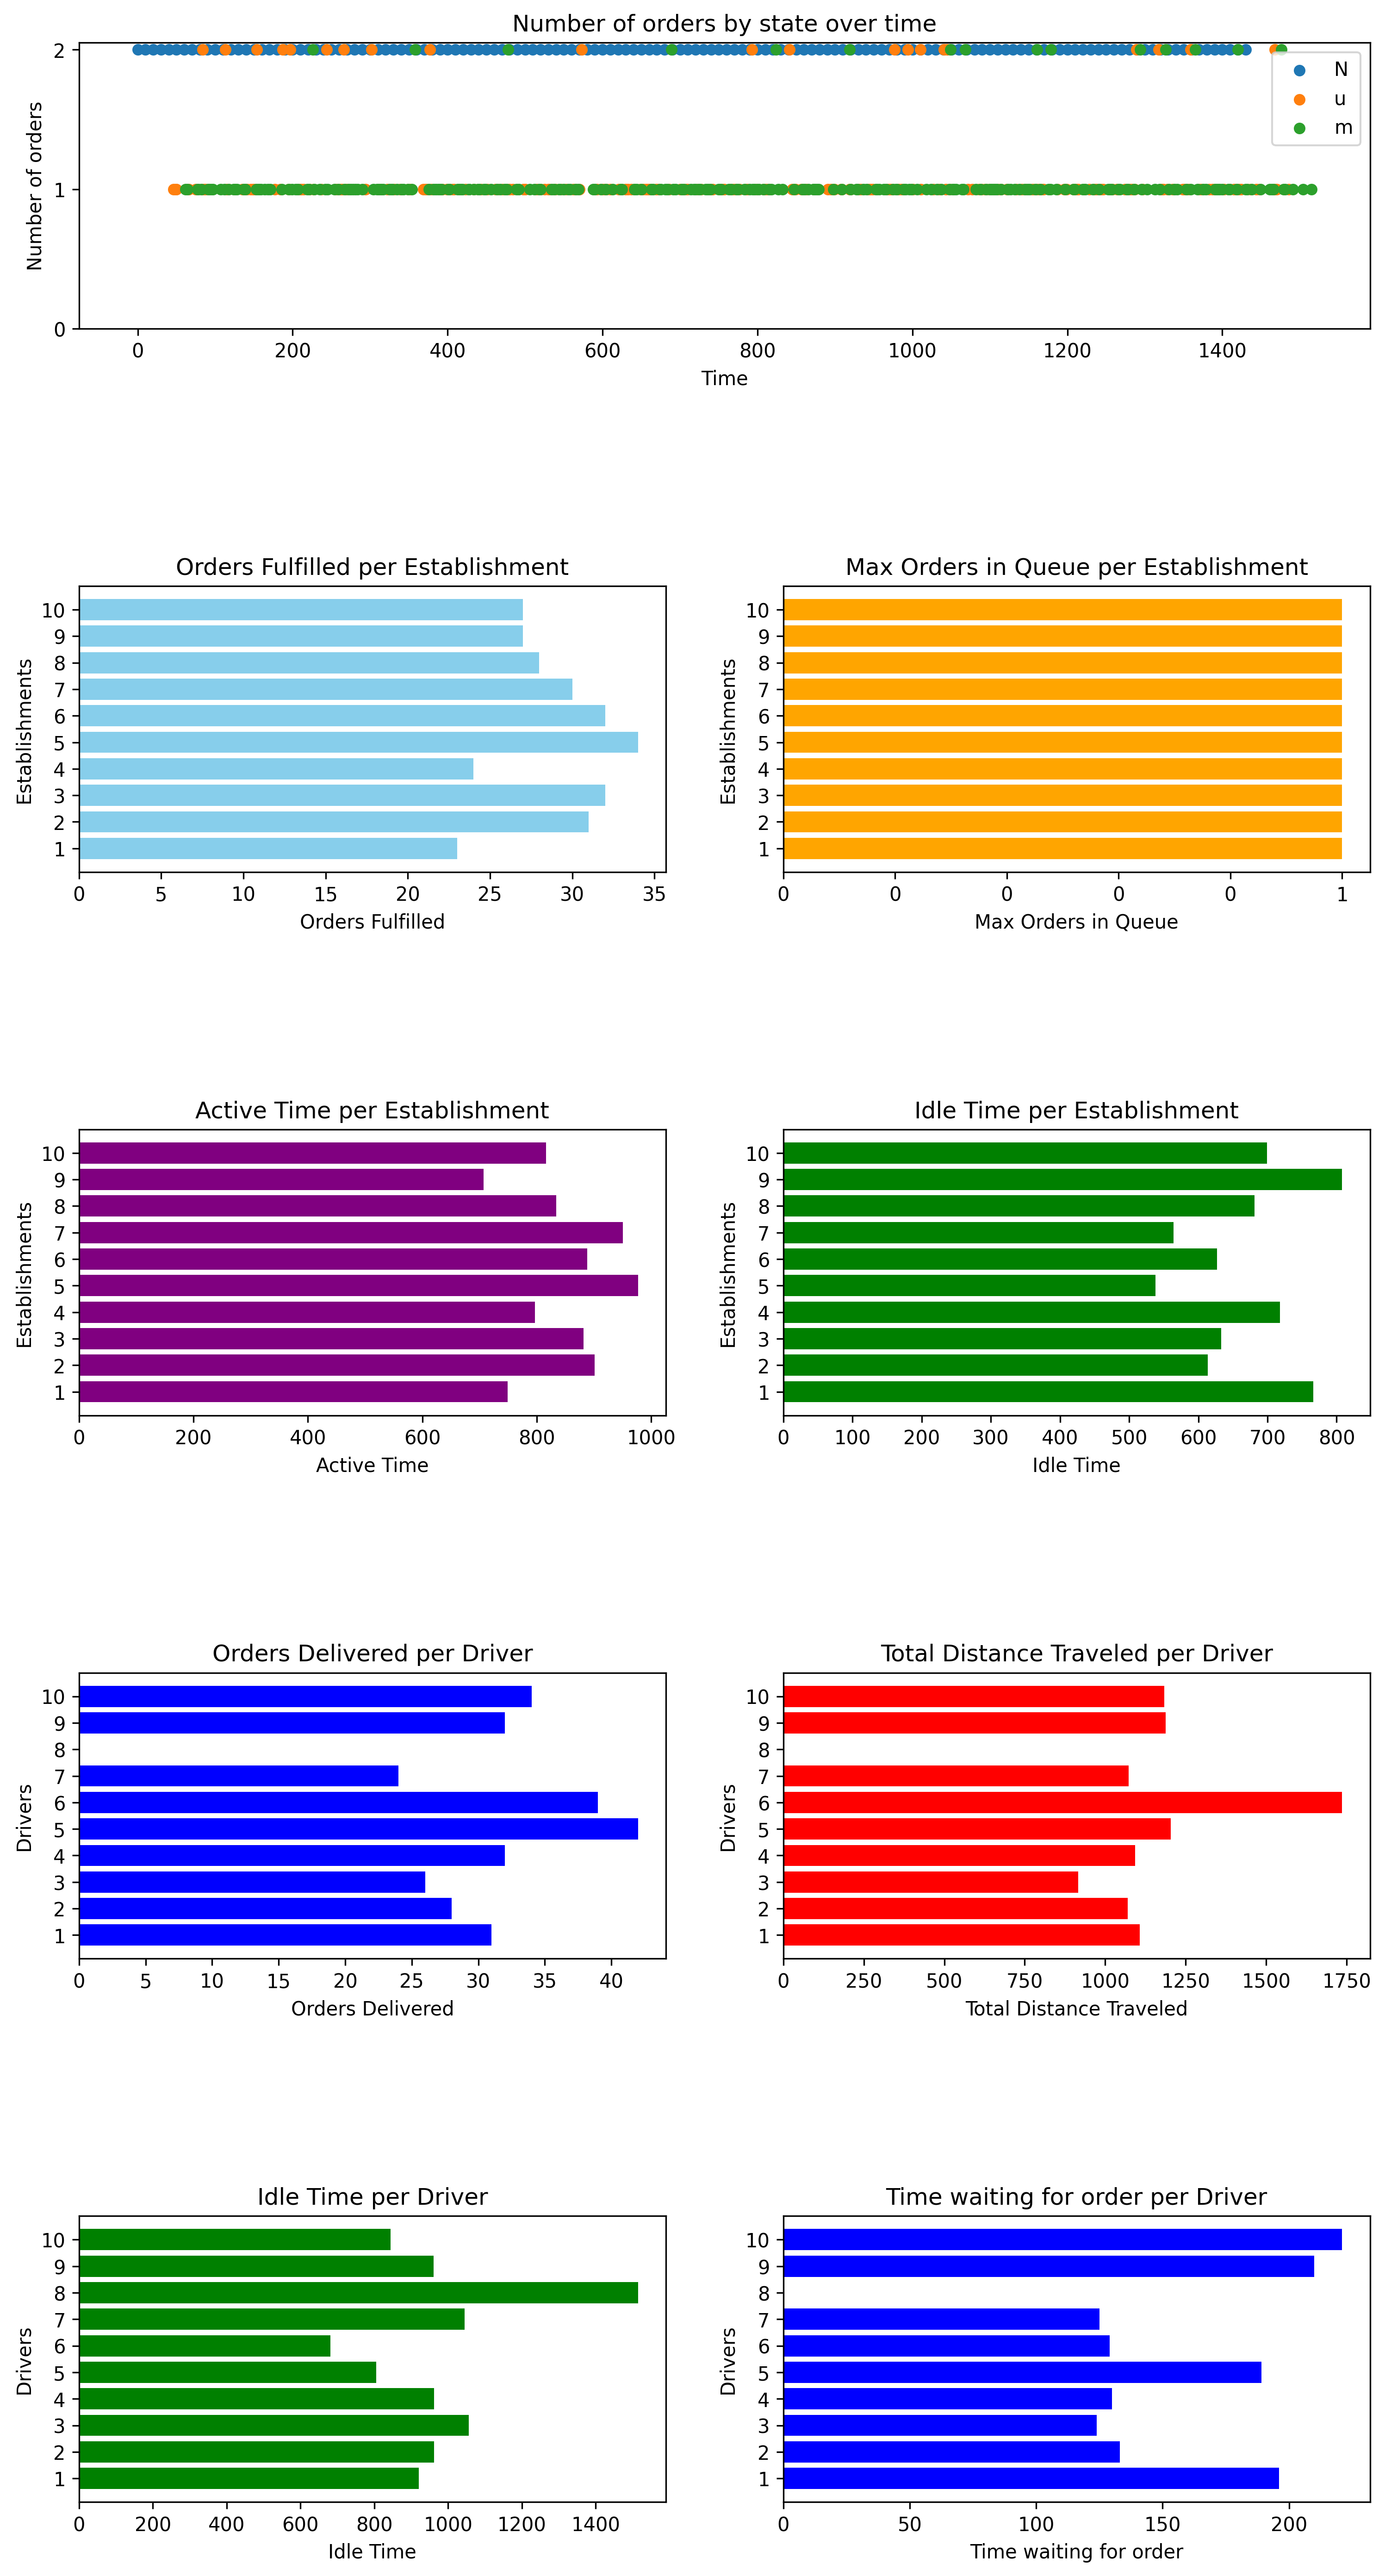 Number of orders by state over time
2
1
0
Number of orders
N
u
m
0 200 400 600 800 1000 1200 1400
Time
Orders Fulfilled per Establishment
10
9
8
7
6
5
4
3
2
1
Establishments
0 5 10 15 20 25 30 35
Orders Fulfilled
Max Orders in Queue per Establishment
10
9
8
7
6
5
4
3
2
1
Establishments
0 0 0 0 0 1
Max Orders in Queue
Active Time per Establishment
10
9
8
7
6
5
4
3
2
1
Establishments
0 200 400 600 800 1000
Active Time
Idle Time per Establishment
10
9
8
7
6
5
4
3
2
1
Establishments
0 100 200 300 400 500 600 700 800
Idle Time
Orders Delivered per Driver
10
9
8
7
6
5
4
3
2
1
Drivers
0 5 10 15 20 25 30 35 40
Orders Delivered
Total Distance Traveled per Driver
10
9
8
7
6
5
4
3
2
1
Drivers
0 250 500 750 1000 1250 1500 1750
Total Distance Traveled
Idle Time per Driver
10
9
8
7
6
5
4
3
2
1
Drivers
0 200 400 600 800 1000 1200 1400
Idle Time
Time waiting for order per Driver
10
9
8
7
6
5
4
3
2
1
Drivers
0 50 100 150 200
Time waiting for order